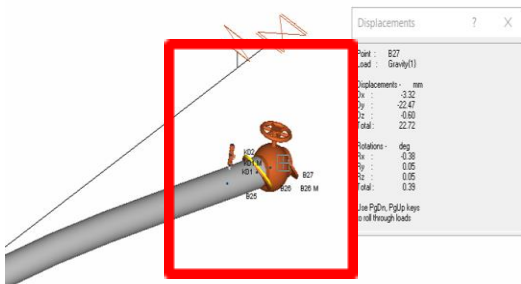 Displacements ? X
Point : B27
Load : Gravity(1)
Displacements - mm
Dx : -3.32
Dy : -22.47
Dz : -0.60
Total : 22.72
Rotations - deg
Rx : -0.38
Ry : 0.05
Rz : 0.05
Total : 0.39
Use PgDn, PgUp keys
to roll through loads
B27
B25
B26
B26 M